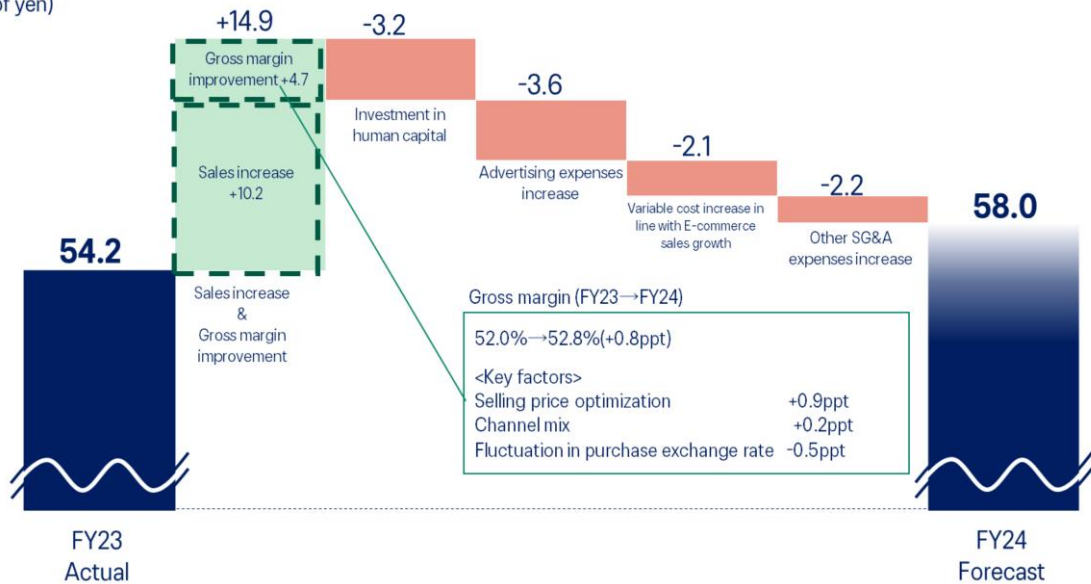 of yen)
+14.9
Gross margin
improvement +4.7
Sales increase
+10.2
Sales increase
&
Gross margin
improvement
-3.2
Investment in
human capital
-3.6
Advertising expenses
increase
-2.1
Variable cost increase in
line with E-commerce
sales growth
-2.2
Other SG&A
expenses increase
54.2
58.0
Gross margin (FY23→FY24)
52.0%→52.8%(+0.8ppt)
<Key factors>
Selling price optimization +0.9ppt
Channel mix +0.2ppt
Fluctuation in purchase exchange rate -0.5ppt
FY23
Actual
FY24
Forecast